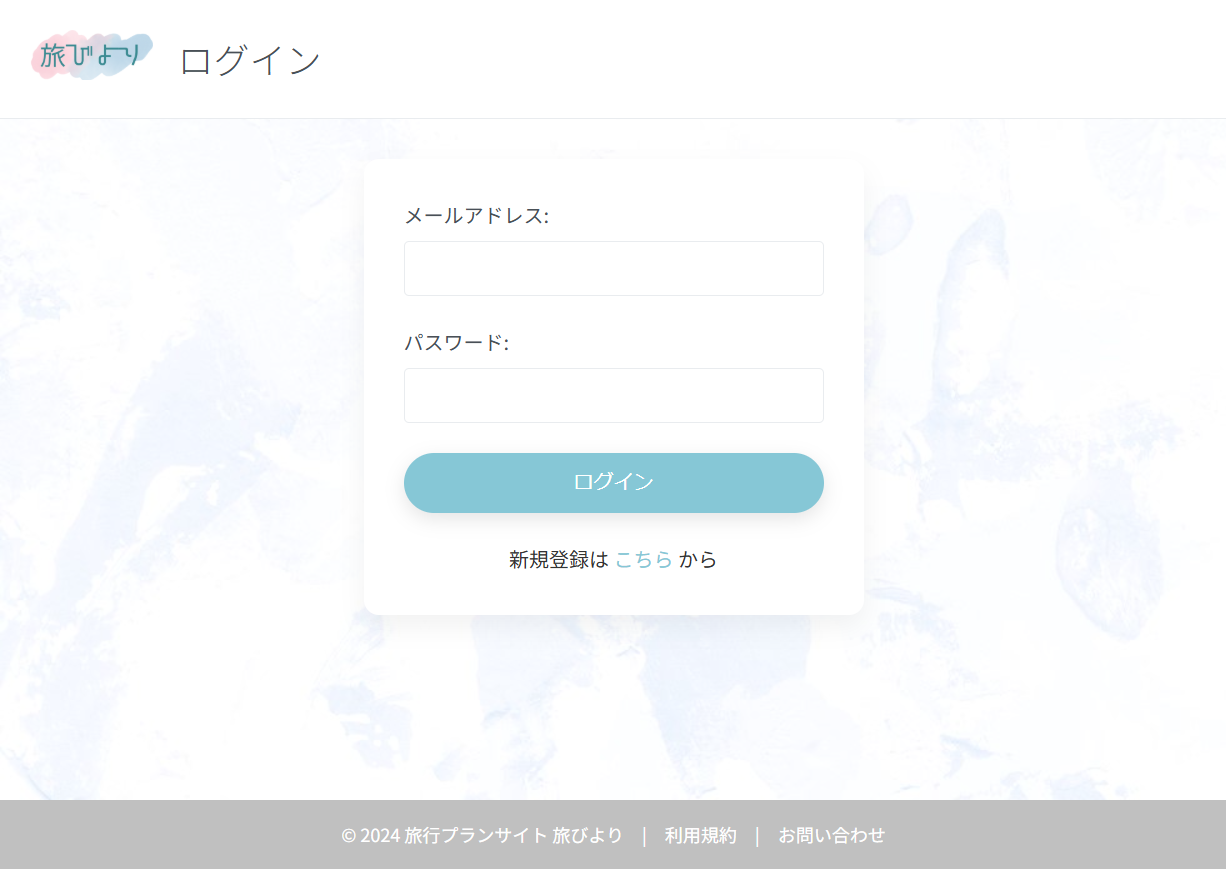 旅びより
ログイン
メールアドレス:
パスワード:
ログイン
新規登録は こちら から
© 2024 旅行プランサイト 旅びより | 利用規約 | お問い合わせ